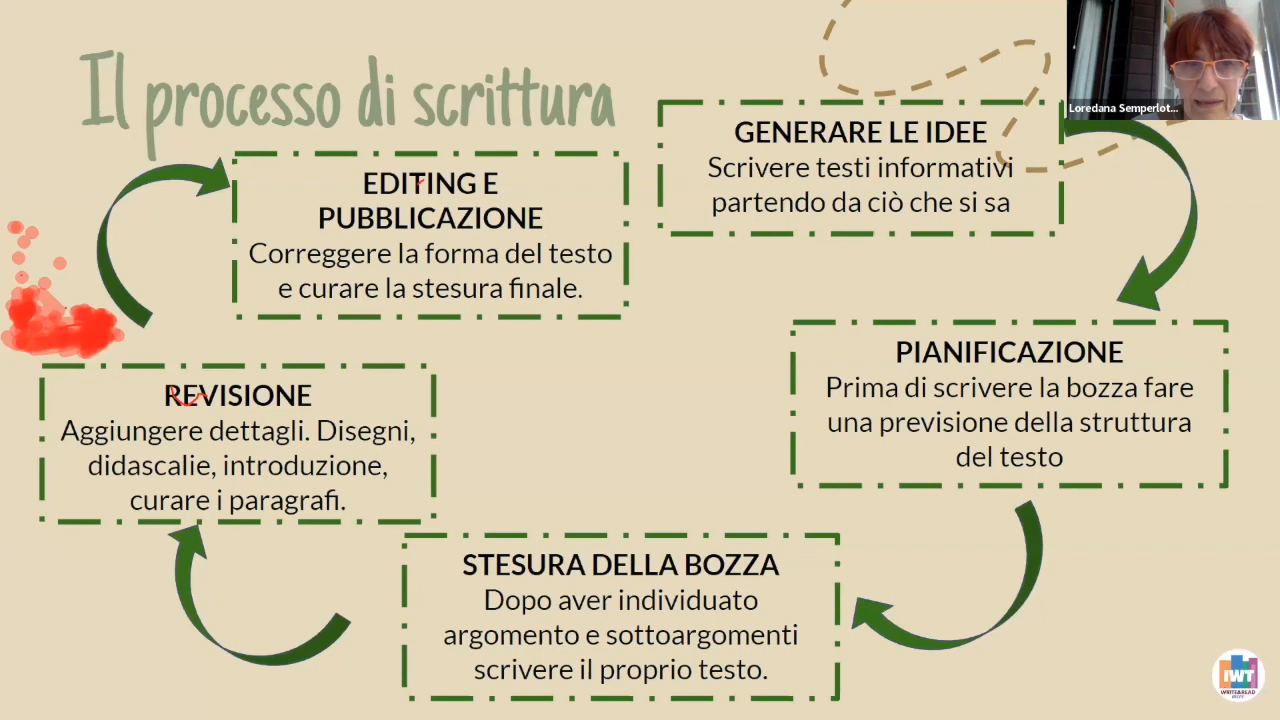 Il processo di scrittura
Loredana Semperlot...
GENERARE LE IDEE
Scrivere testi informativi
partendo da ciò che si sa
PIANIFICAZIONE
Prima di scrivere la bozza fare
una previsione della struttura
del testo
STESURA DELLA BOZZA
Dopo aver individuato
argomento e sottoargomenti
scrivere il proprio testo.
REVISIONE
Aggiungere dettagli. Disegni,
didascalie, introduzione,
curare i paragrafi.
EDITING E
PUBBLICAZIONE
Correggere la forma del testo
e curare la stesura finale.
IWT
WRITE&READ